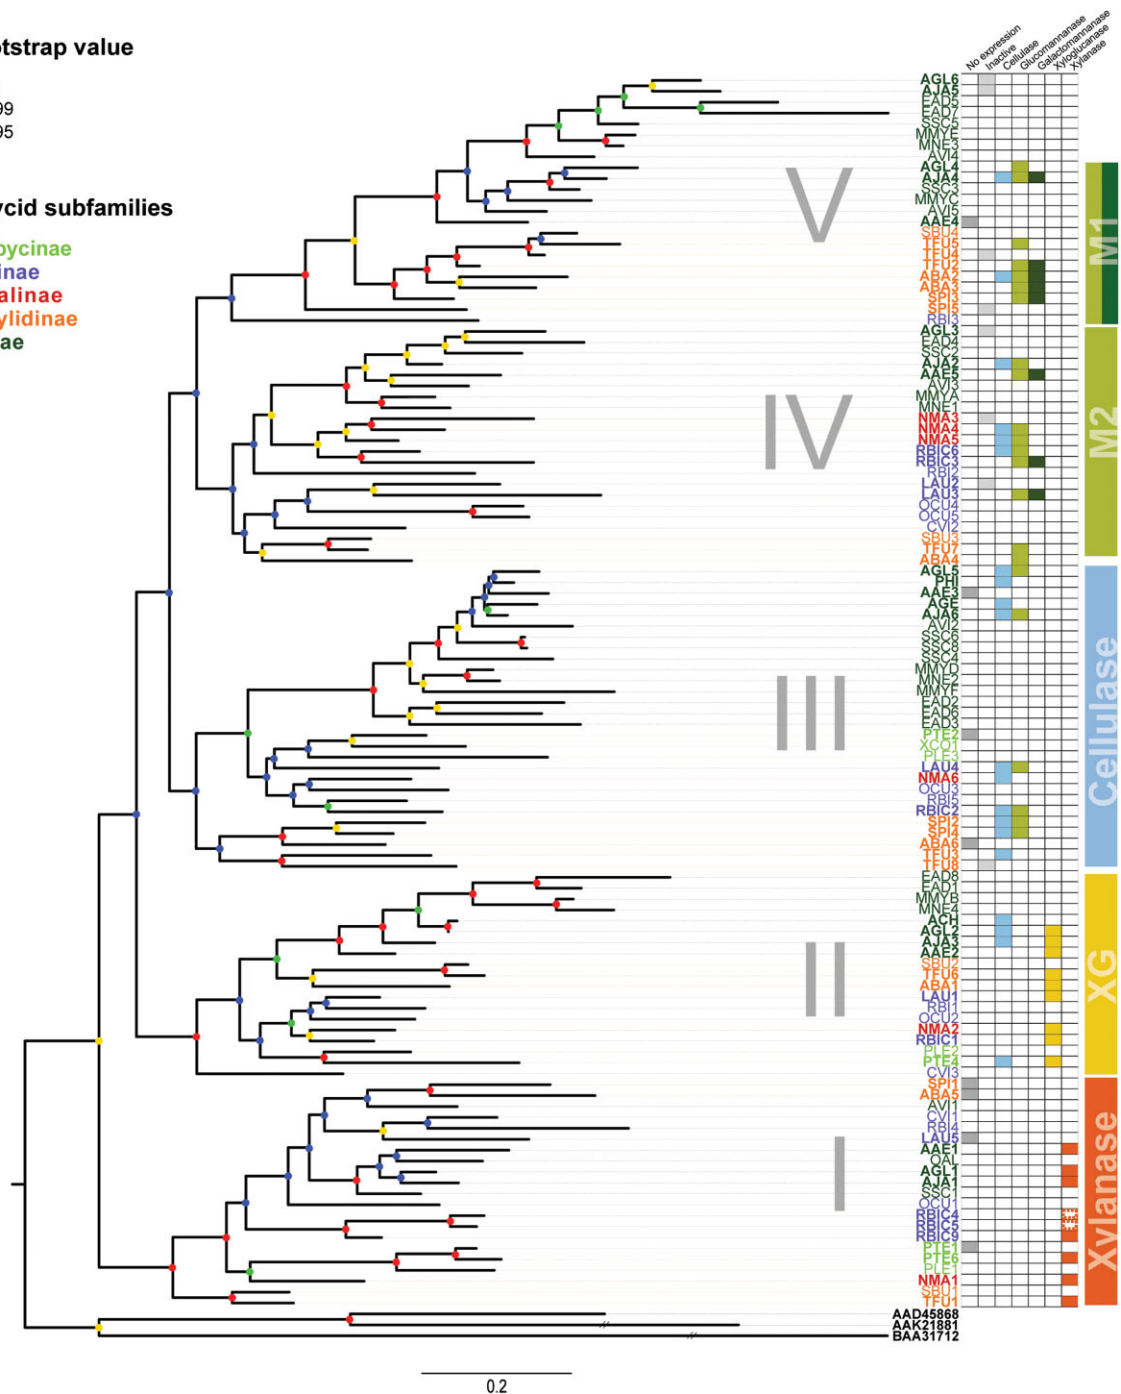 otstrap value
99
95
ycid subfamilies
bycinae
inae
alinae
ylidinae
ae
No expression
Inactive
Cellulase
Glucomannanase
Galactomannanase
Xyloglucanase
Xylanase
AGL6
AJA5
EAD5
EAD7
SSC5
MMYE
MNE3
AVI4
AGL4
AJA4
SSC3
MMYC
AVI5
AAE4
SBU4
TFU5
TFU4
TFU2
ABA2
ABA3
SPI3
SPI5
RBI3
V
M1
AGL3
EAD4
SSC2
AJA2
AAE5
AVI3
MMYA
MNE1
NMA3
NMA4
NMA5
RBIC6
RBIC3
RBI2
LAU2
LAU3
OCU4
OCU5
CVI2
SBU3
TFU7
ABA4
IV
M2
AGL5
PHI
AAE3
AGE
AJA6
AVI2
SSC6
SSC8
SSC4
MMYD
MNE2
MMYF
EAD2
EAD6
EAD3
PTE2
XCO1
PLE3
LAU4
NMA6
OCU3
RBI5
RBIC2
SPI2
SPI4
ABA6
TFU3
TFU8
III
Cellulase
EAD8
EAD1
MMYB
MNE4
ACH
AGL2
AJA3
AAE2
SBU2
TFU6
ABA1
LAU1
RBI1
OCU2
NMA2
RBIC1
PLE2
PTE4
CVI3
II
XG
SPI1
ABA5
AVI1
CVI1
RBI4
LAU5
AAE1
OAL
AGL1
AJA1
SSC1
OCU1
RBIC4
RBIC5
RBIC9
PTE1
PTE6
PLE1
NMA1
SBU1
TFU1
I
Xylanase
AAD45868
AAK21881
BAA31712
0.2